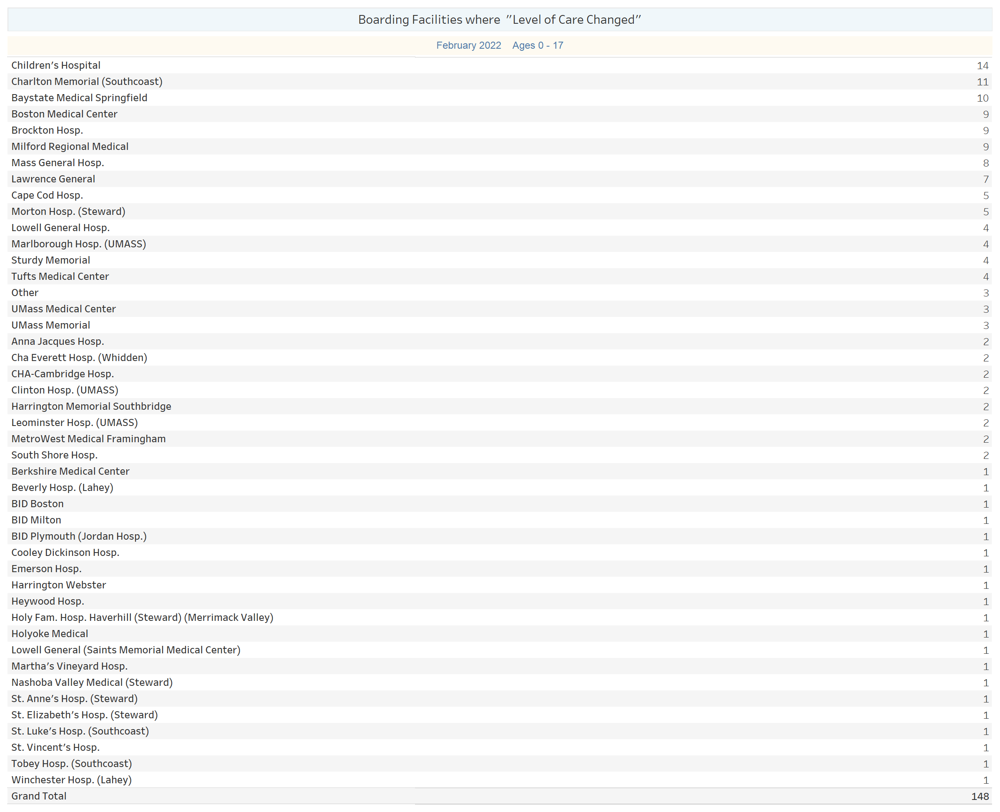 Boarding Facilities where "Level of Care Changed"
February 2022 Ages 0 - 17
Children's Hospital 14
Charlton Memorial (Southcoast) 11
Baystate Medical Springfield 10
Boston Medical Center 9
Brockton Hosp. 9
Milford Regional Medical 9
Mass General Hosp. 8
Lawrence General 7
Cape Cod Hosp. 5
Morton Hosp. (Steward) 5
Lowell General Hosp. 4
Marlborough Hosp. (UMASS) 4
Sturdy Memorial 4
Tufts Medical Center 4
Other 3
UMass Medical Center 3
UMass Memorial 3
Anna Jacques Hosp. 2
Cha Everett Hosp. (Whidden) 2
CHA-Cambridge Hosp. 2
Clinton Hosp. (UMASS) 2
Harrington Memorial Southbridge 2
Leominster Hosp. (UMASS) 2
MetroWest Medical Framingham 2
South Shore Hosp. 2
Berkshire Medical Center 1
Beverly Hosp. (Lahey) 1
BID Boston 1
BID Milton 1
BID Plymouth (Jordan Hosp.) 1
Cooley Dickinson Hosp. 1
Emerson Hosp. 1
Harrington Webster 1
Heywood Hosp. 1
Holy Fam. Hosp. Haverhill (Steward) (Merrimack Valley) 1
Holyoke Medical 1
Lowell General (Saints Memorial Medical Center) 1
Martha's Vineyard Hosp. 1
Nashoba Valley Medical (Steward) 1
St. Anne's Hosp. (Steward) 1
St. Elizabeth's Hosp. (Steward) 1
St. Luke's Hosp. (Southcoast) 1
St. Vincent's Hosp. 1
Tobey Hosp. (Southcoast) 1
Winchester Hosp. (Lahey) 1
Grand Total 148